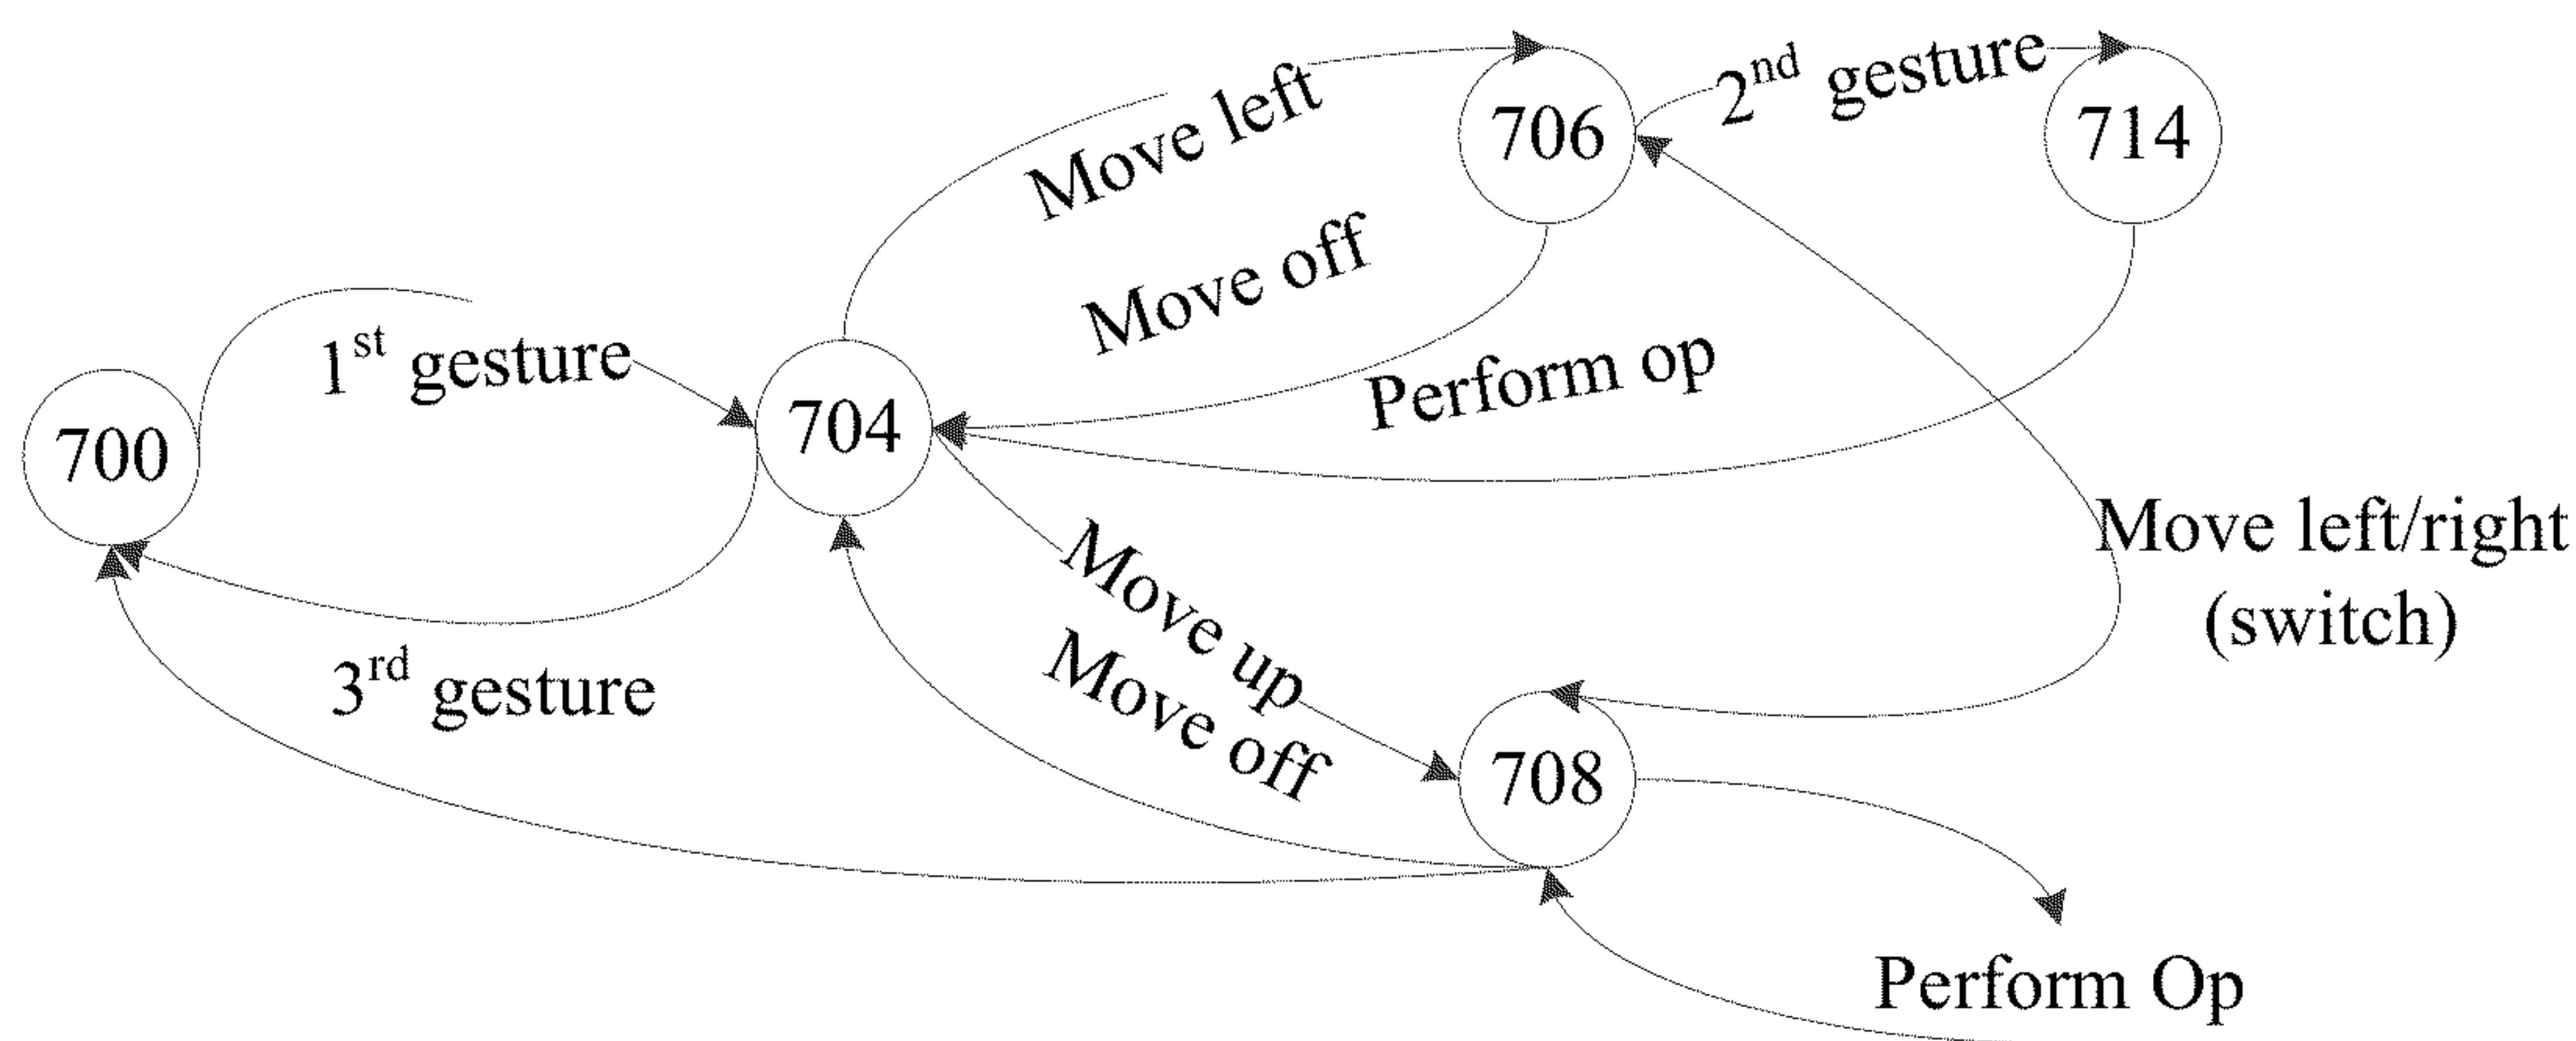 706
2nd gesture
714
Move left
Move off
1st gesture
Perform op
700
704
Move left/right
(switch)
Move up
3rd gesture
Move off
708
Perform Op